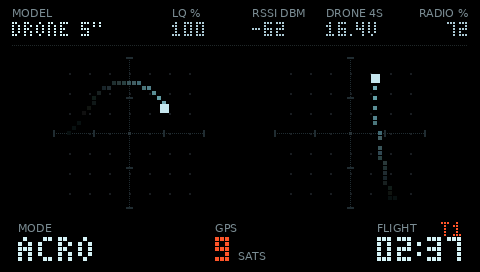 MODEL LQ % RSSI DBM DRONE 4S RADIO %
DRONE 5" 100 -62 16.4V 72
MODE GPS FLIGHT T1
ACRO 9 SATS 02:37